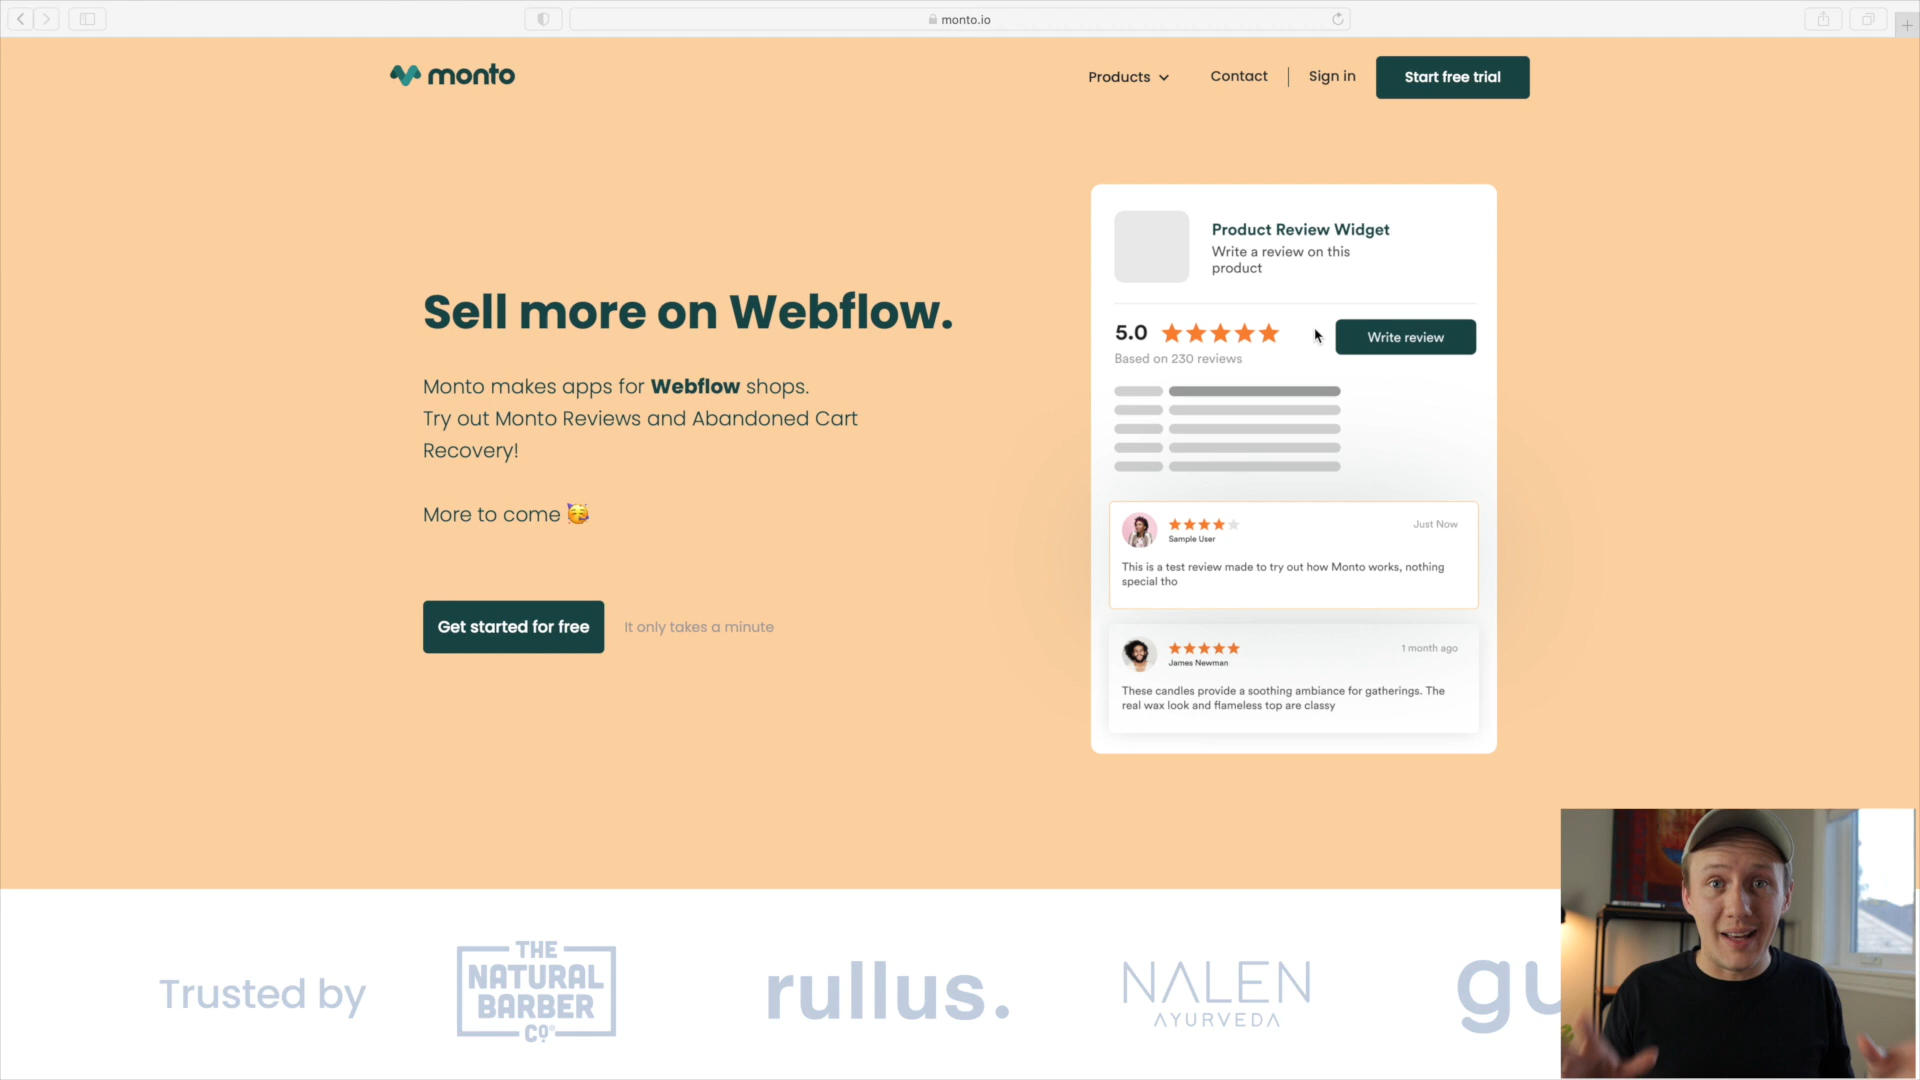 monto.io
monto
Products
Contact
Sign in
Start free trial
Sell more on Webflow.
Monto makes apps for Webflow shops.
Try out Monto Reviews and Abandoned Cart
Recovery!
More to come
Get started for free
It only takes a minute
Product Review Widget
Write a review on this
product
5.0
Write review
Based on 230 reviews
Just Now
Sample User
This is a test review made to try out how Monto works, nothing
special tho
1 month ago
James Newman
These candles provide a soothing ambiance for gatherings. The
real wax look and flameless top are classy
Trusted by
THE
NATURAL
BARBER
CO
rullus.
NALEN
AYURVEDA
gu